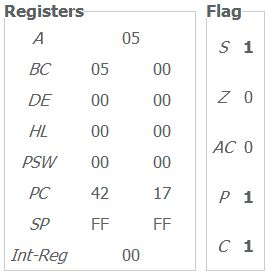 Registers Flag
A 05 S 1
BC 05 00
DE 00 00 Z 0
HL 00 00
AC 0
PSW 00 00
PC 42 17 P 1
SP FF FF
C 1
Int-Reg 00